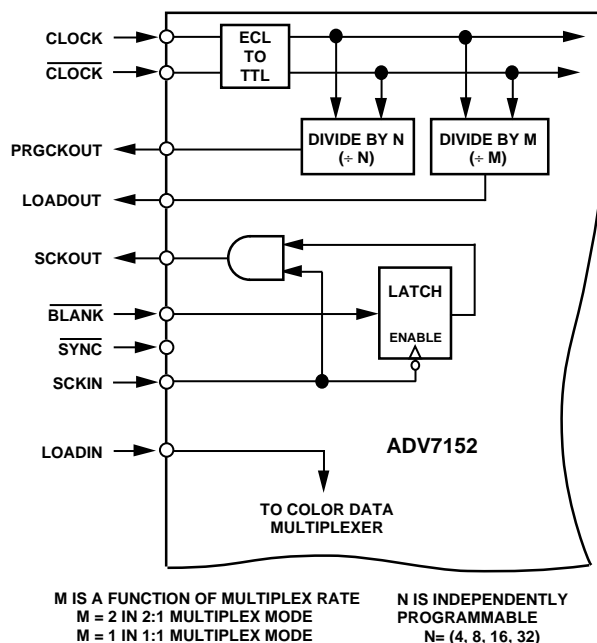 CLOCK
CLOCK
ECL
TO
TTL
DIVIDE BY N
(÷ N)
DIVIDE BY M
(÷ M)
PRGCKOUT
LOADOUT
SCKOUT
BLANK
SYNC
SCKIN
LATCH
ENABLE
LOADIN
ADV7152
TO COLOR DATA
MULTIPLEXER
M IS A FUNCTION OF MULTIPLEX RATE
M = 2 IN 2:1 MULTIPLEX MODE
M = 1 IN 1:1 MULTIPLEX MODE
N IS INDEPENDENTLY
PROGRAMMABLE
N= (4, 8, 16, 32)